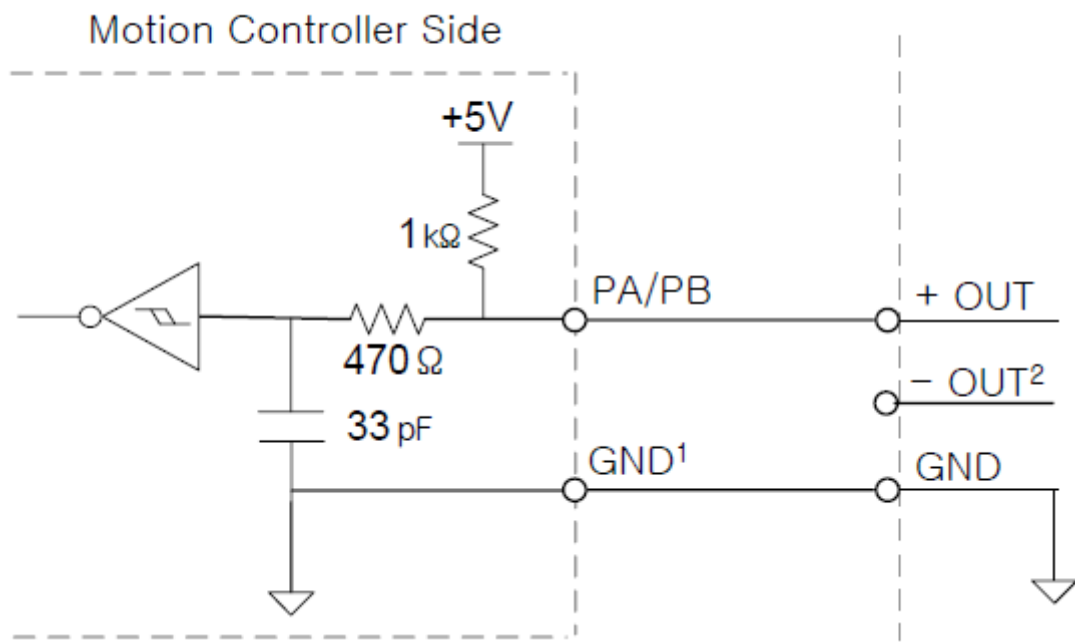 Motion Controller Side
+5V
1kΩ
PA/PB
+ OUT
470Ω
- OUT²
33pF
GND¹
GND